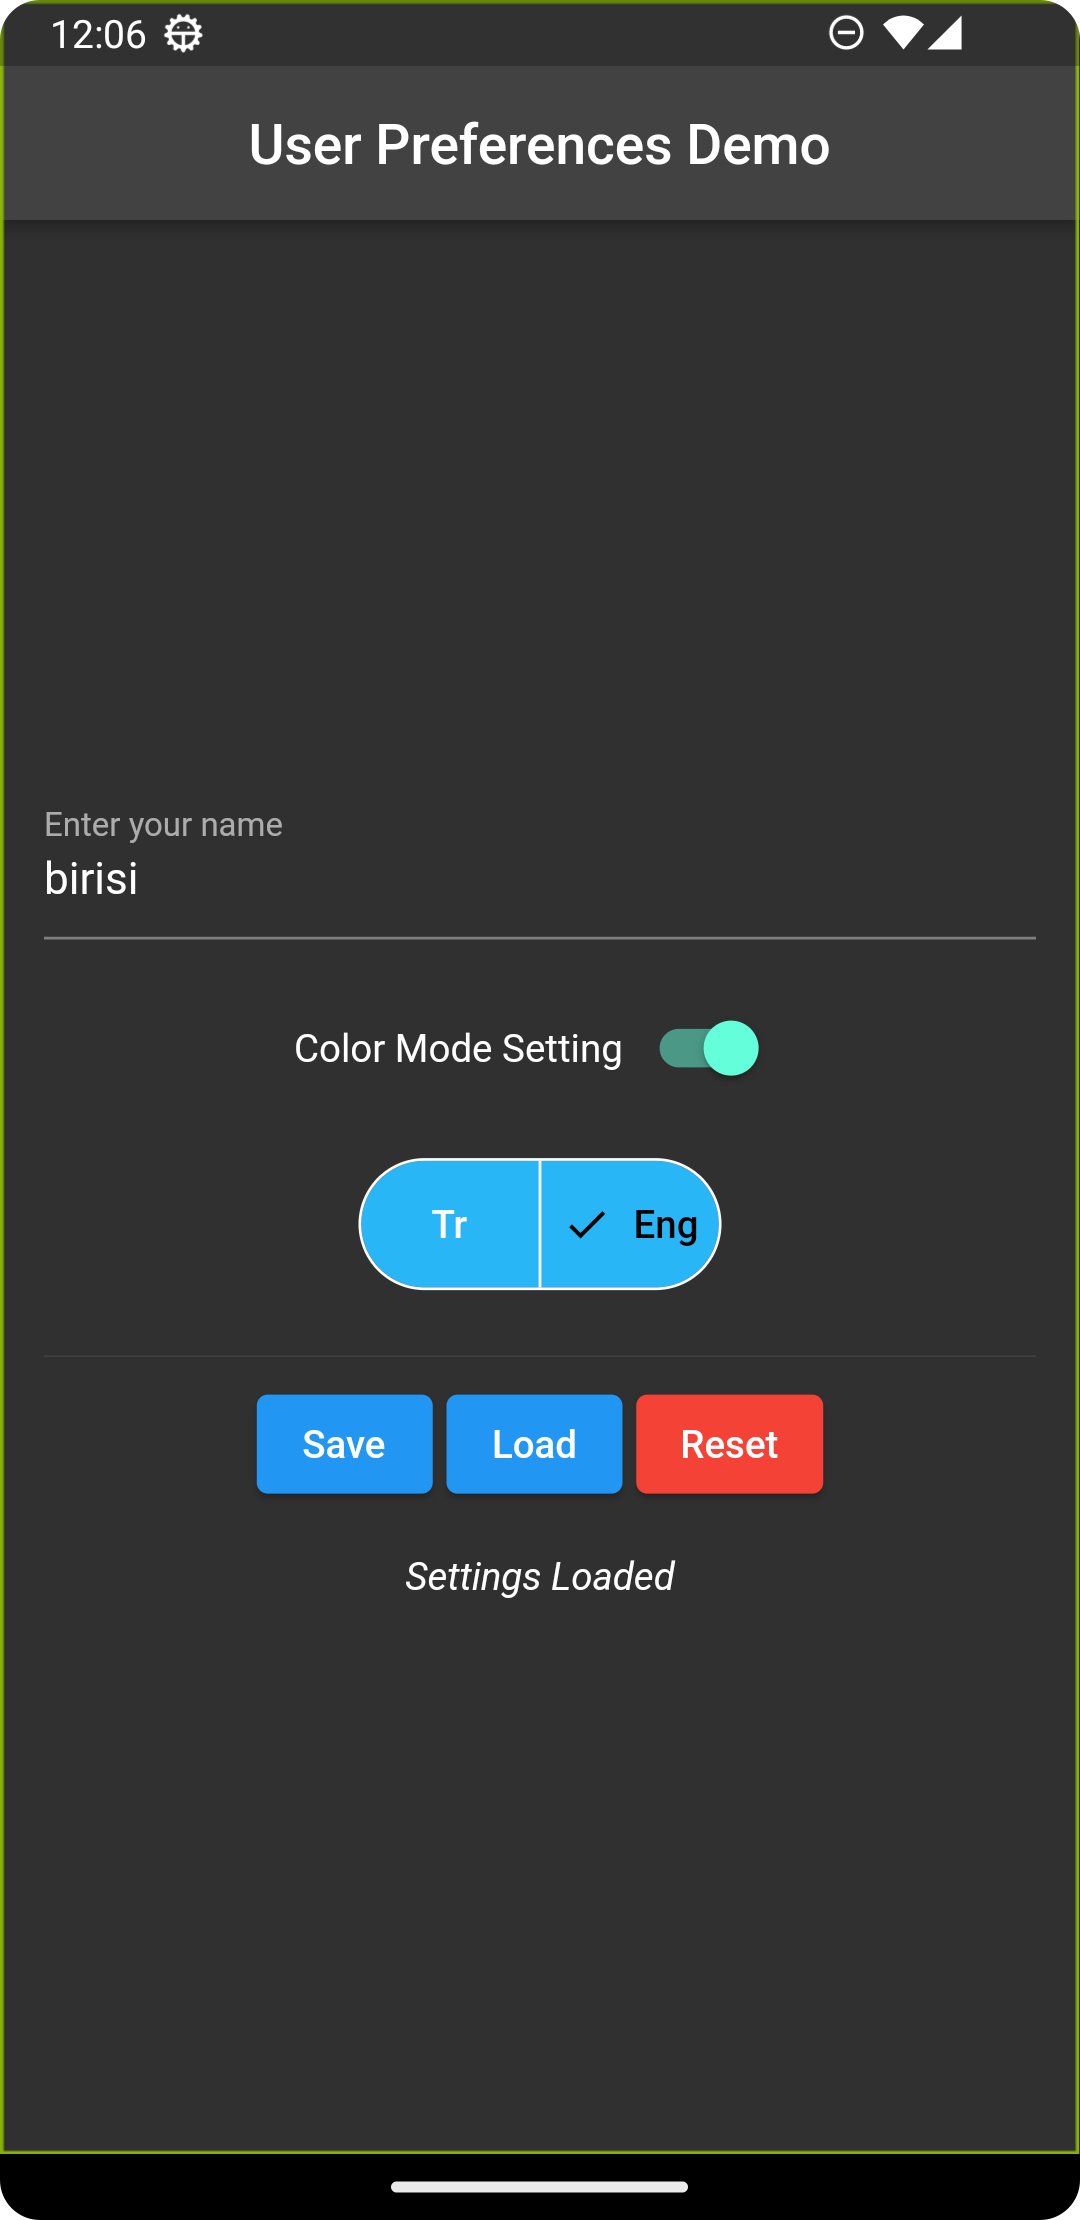 12:06
User Preferences Demo
Enter your name
birisi
Color Mode Setting
Tr Eng
Save Load Reset
Settings Loaded